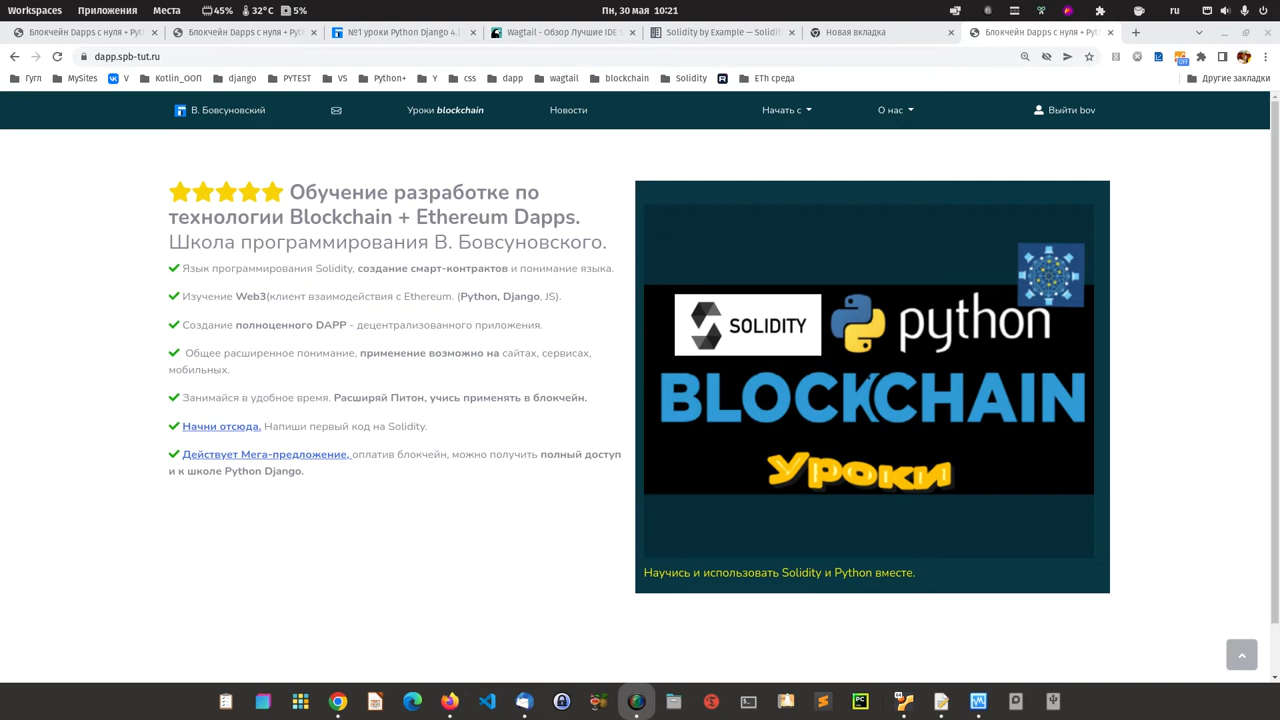 Workspaces Приложения Места 45% 32°C 5% Пн, 30 мая 10:21 ru
Блокчейн Dapps с нуля + Pyth Блокчейн Dapps с нуля + Pyth №1 уроки Python Django 4. Wagtail - Обзор Лучшие IDE S Solidity by Example — Solidit Новая вкладка Блокчейн Dapps с нуля + Pyth
dapp.spb-tut.ru OFF
Гугл MySites V Kotlin_ООП django PYTEST VS Python+ Y css dapp wagtail blockchain Solidity ETh среда Другие закладки
В. Бовсуновский Уроки blockchain Новости Начать с О нас Выйти bov
Обучение разработке по
технологии Blockchain + Ethereum Dapps.
Школа программирования В. Бовсуновского.
Язык программирования Solidity, создание смарт-контрактов и понимание языка.
Изучение Web3(клиент взаимодействия с Ethereum. (Python, Django, JS).
Создание полноценного DAPP - децентрализованного приложения.
Общее расширенное понимание, применение возможно на сайтах, сервисах,
мобильных.
Занимайся в удобное время. Расширяй Питон, учись применять в блокчейн.
Начни отсюда. Напиши первый код на Solidity.
Действует Мега-предложение, оплатив блокчейн, можно получить полный доступ
и к школе Python Django.
SOLIDITY python
BLOCKCHAIN
Уроки
Научись и использовать Solidity и Python вместе.